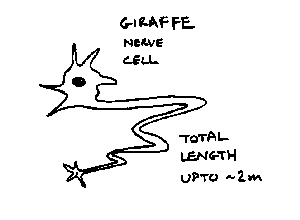 GIRAFFE
NERVE
CELL
TOTAL
LENGTH
UPTO ~2m